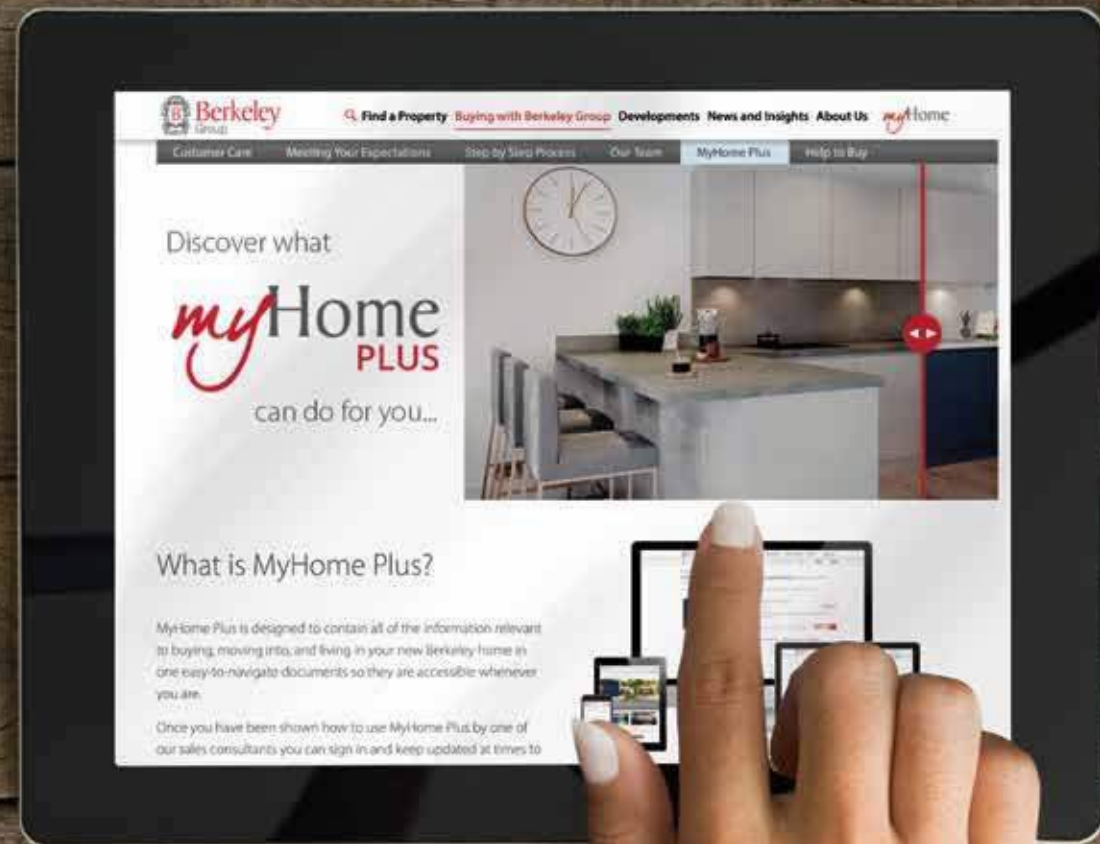 B Berkeley
Group
Find a Property Buying with Berkeley Group Developments News and Insights About Us myHome
Customer Care Meeting Your Expectations Step by Step Process Our Team MyHome Plus Help to Buy
Discover what
myHome
PLUS
can do for you...
What is MyHome Plus?
MyHome Plus is designed to contain all of the information relevant
to buying, moving into, and living in your new Berkeley home in
one easy-to-navigate documents so they are accessible whenever
you are.
Once you have been shown how to use MyHome Plus by one of
our sales consultants you can sign in and keep updated at times to